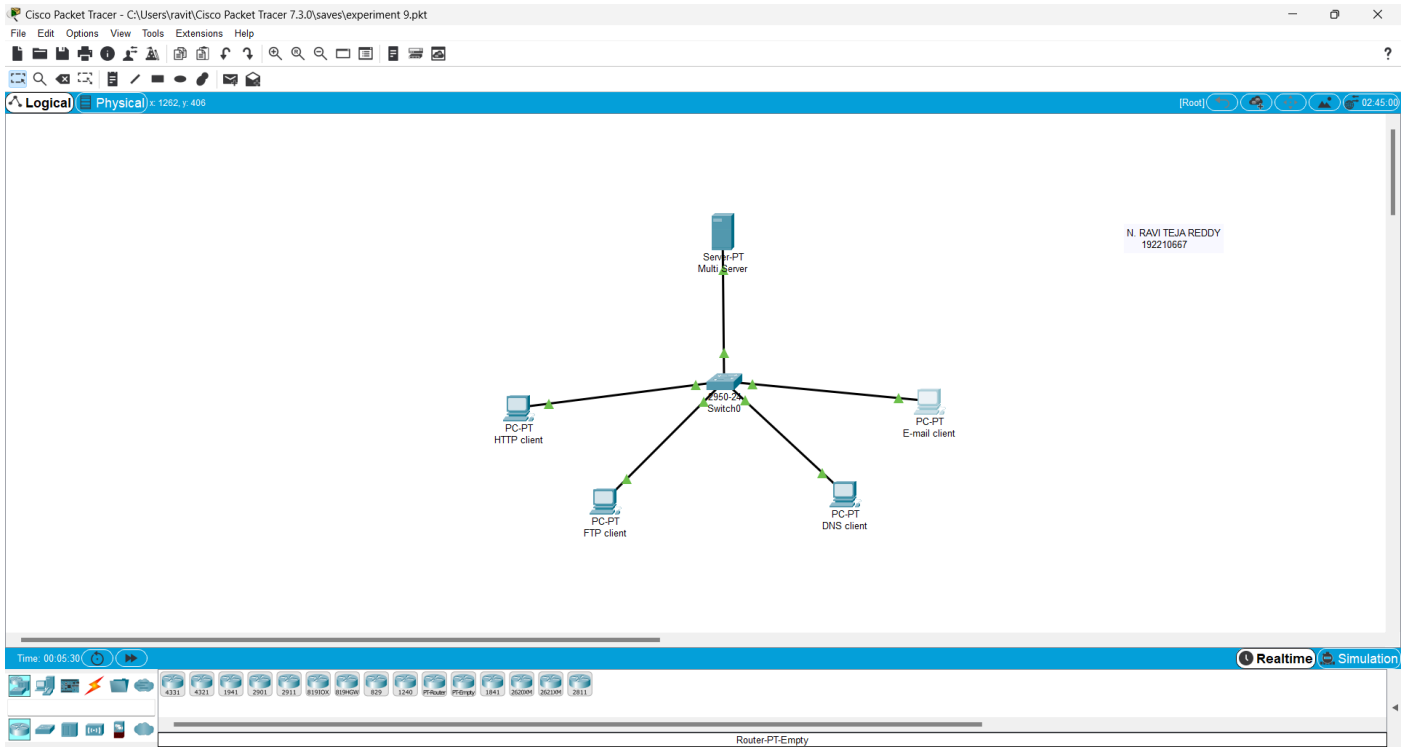 Cisco Packet Tracer - C:\Users\ravit\Cisco Packet Tracer 7.3.0\saves\experiment 9.pkt
File Edit Options View Tools Extensions Help
?
Logical Physical x: 1262, y: 406 [Root] 02:45:00
N. RAVI TEJA REDDY
192210667
Server-PT
Multi Server
2950-24
Switch0
PC-PT
HTTP client
PC-PT
E-mail client
PC-PT
FTP client
PC-PT
DNS client
Time: 00:05:30 Realtime Simulation
4331 4321 1941 2901 2911 819IOX 819HGW 829 1240 PT-Router PT-Empty 1841 2620XM 2621XM 2811
Router-PT-Empty